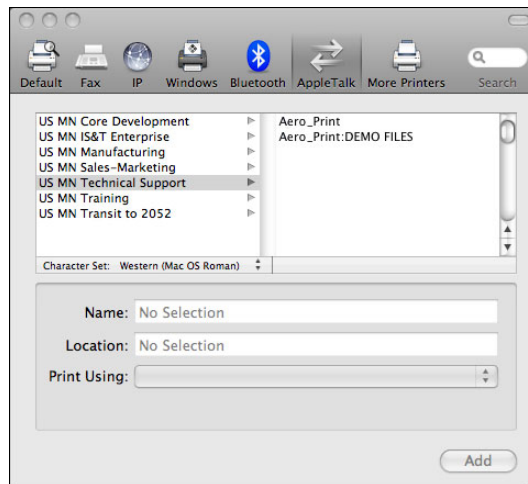 Default Fax IP Windows Bluetooth AppleTalk More Printers Search
US MN Core Development
US MN IS&T Enterprise
US MN Manufacturing
US MN Sales-Marketing
US MN Technical Support
US MN Training
US MN Transit to 2052
Aero_Print
Aero_Print:DEMO FILES
Character Set: Western (Mac OS Roman)
Name: No Selection
Location: No Selection
Print Using:
Add